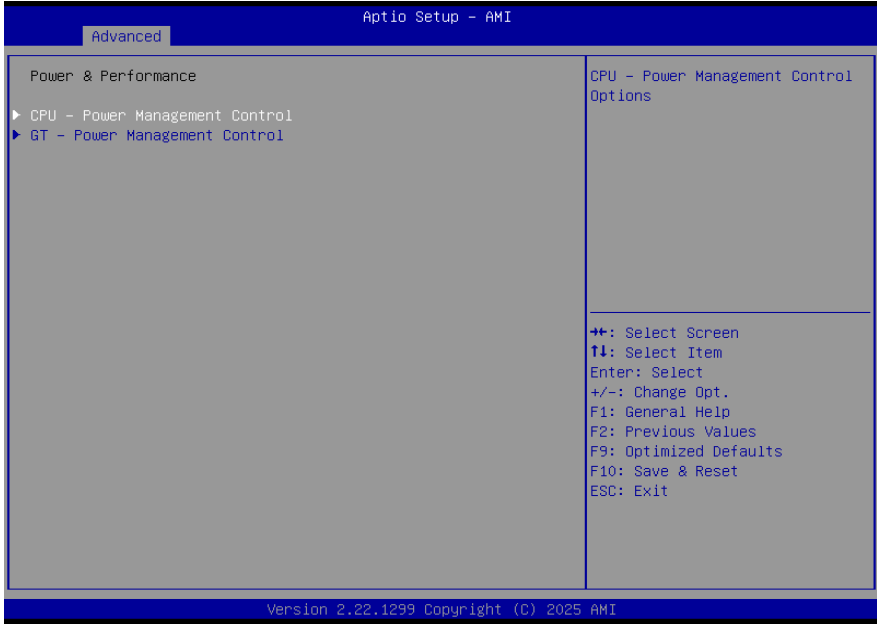 Aptio Setup – AMI
Advanced
Power & Performance
CPU – Power Management Control
GT – Power Management Control
CPU – Power Management Control
Options
→←: Select Screen
↑↓: Select Item
Enter: Select
+/-: Change Opt.
F1: General Help
F2: Previous Values
F9: Optimized Defaults
F10: Save & Reset
ESC: Exit
Version 2.22.1299 Copyright (C) 2025 AMI